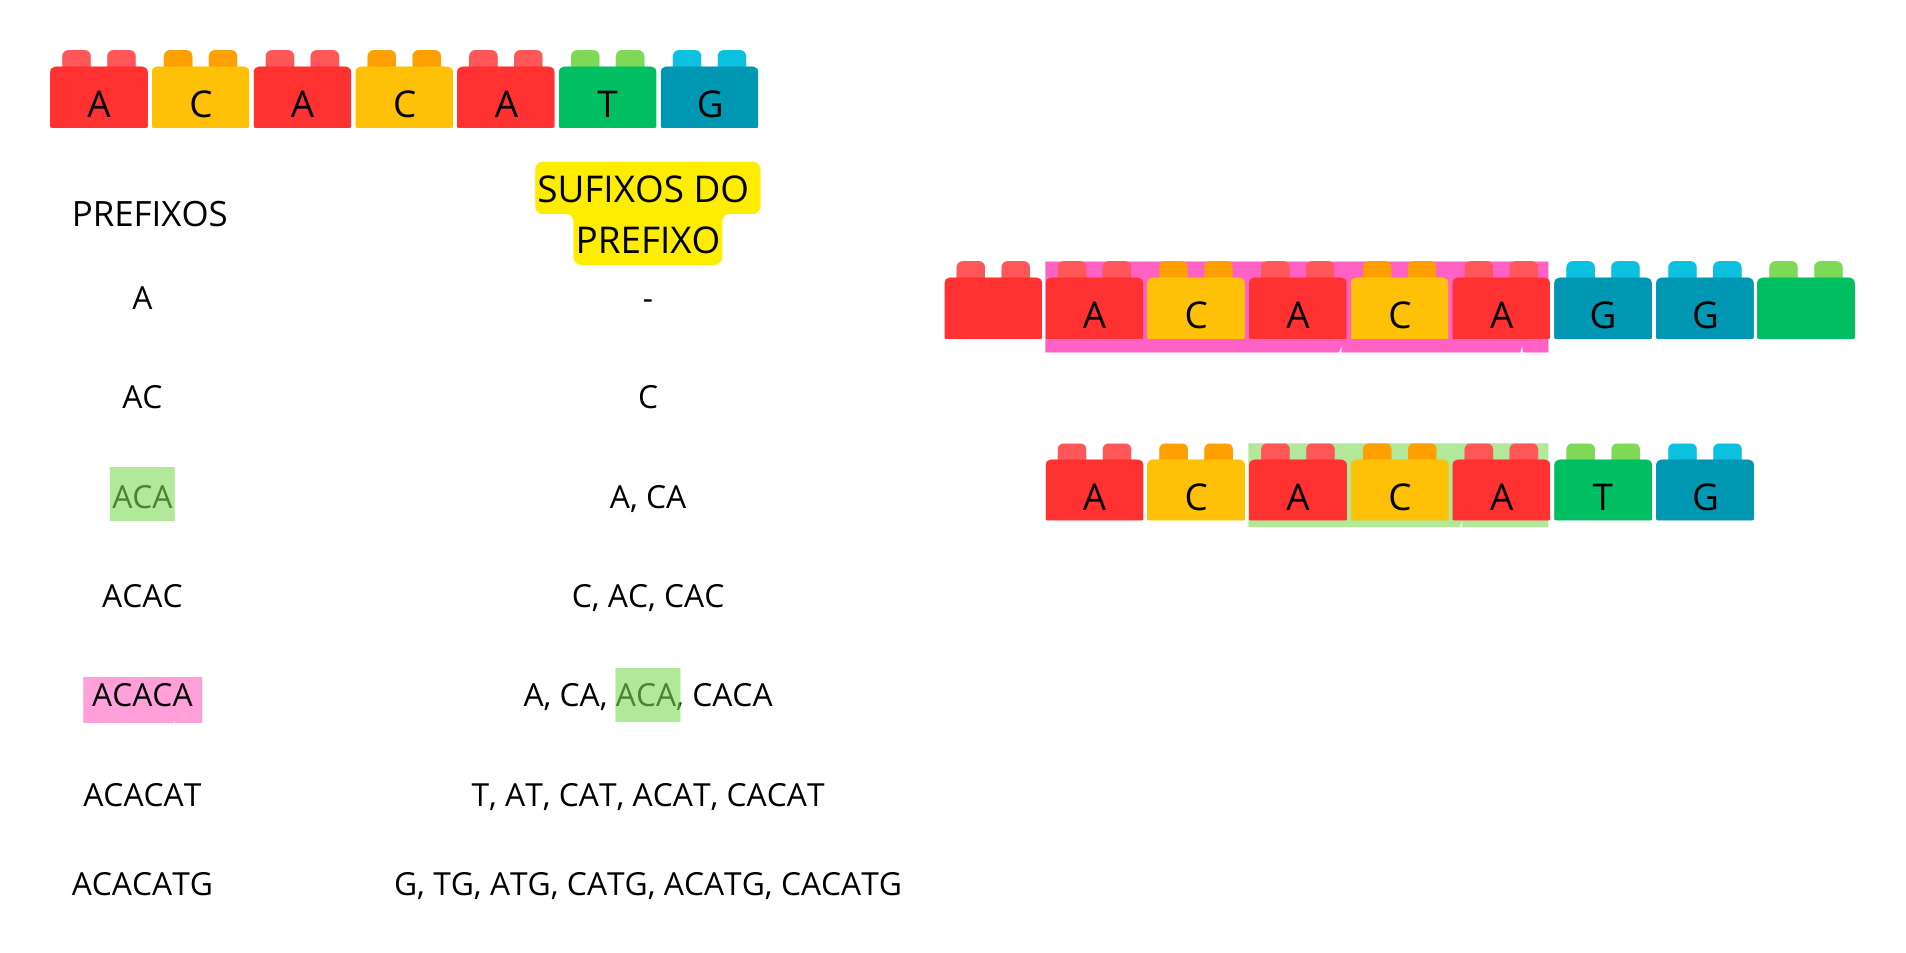 A C A C A T G
PREFIXOS
SUFIXOS DO
PREFIXO
A -
AC C
ACA A, CA
ACAC C, AC, CAC
ACACA A, CA, ACA, CACA
ACACAT T, AT, CAT, ACAT, CACAT
ACACATG G, TG, ATG, CATG, ACATG, CACATG
A C A C A G G
A C A C A T G